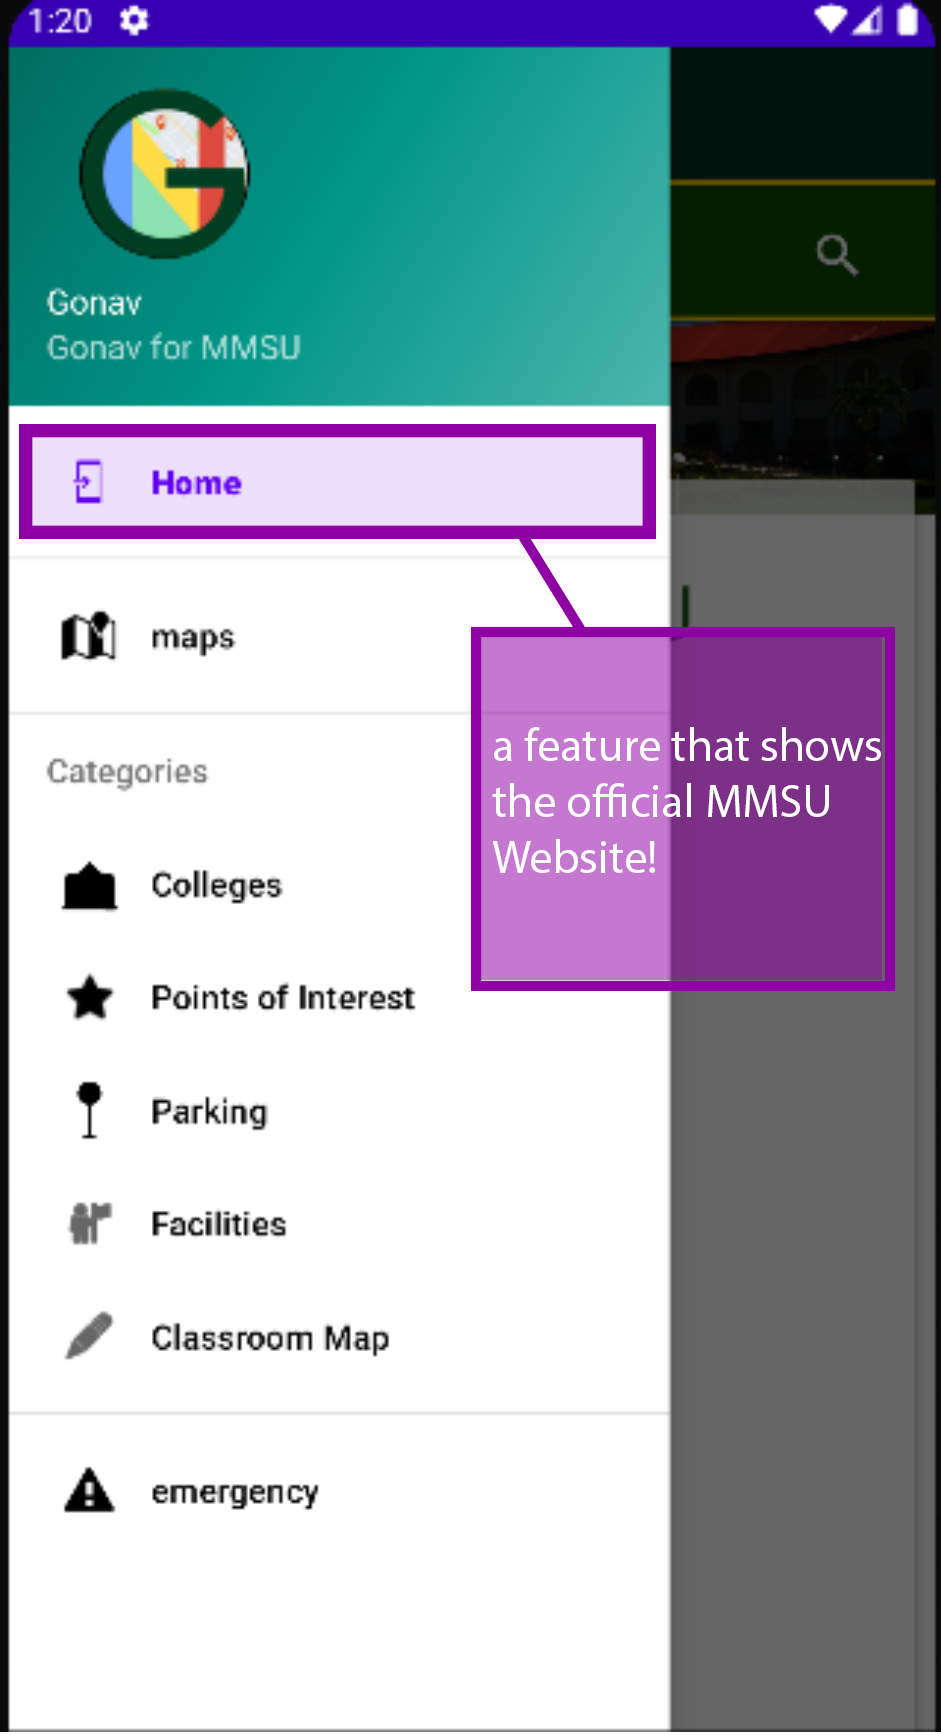 1:20
Gonav
Gonav for MMSU
Home
maps
Categories
a feature that shows
the official MMSU
Website!
Colleges
Points of Interest
Parking
Facilities
Classroom Map
emergency